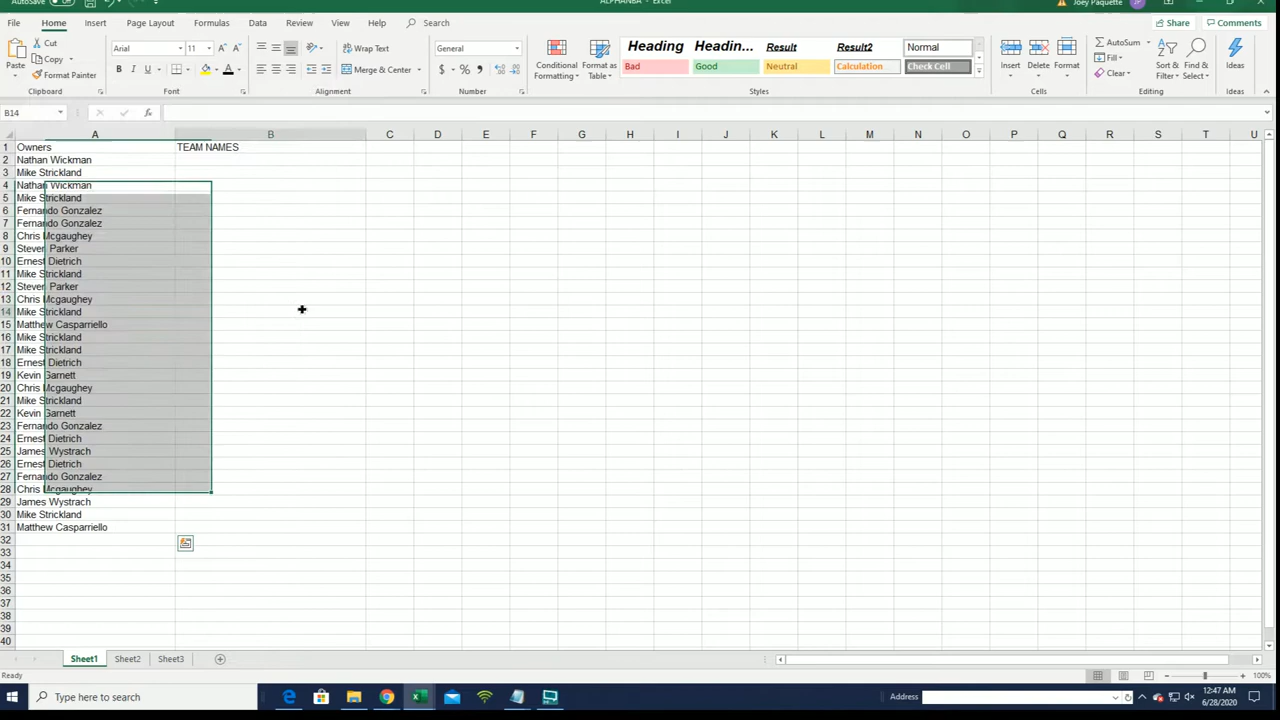 AutoSave Off ALPHANBA - Excel Joey Paquette JP
File Home Insert Page Layout Formulas Data Review View Help Search Share Comments
Paste Cut Copy Format Painter Clipboard
Arial 11 A A B I U A Font
Wrap Text Merge & Center Alignment
General $ % , Number
Conditional Formatting Format as Table
Heading Headin... Result Result2 Normal
Bad Good Neutral Calculation Check Cell
Styles
Insert Delete Format Cells
AutoSum Fill Clear Sort & Filter Find & Select Editing
Ideas Ideas
B14 fx
A B C D E F G H I J K L M N O P Q R S T U
1 Owners TEAM NAMES
2 Nathan Wickman
3 Mike Strickland
4 Nathan Wickman
5 Mike Strickland
6 Fernando Gonzalez
7 Fernando Gonzalez
8 Chris Mcgaughey
9 Steven Parker
10 Ernest Dietrich
11 Mike Strickland
12 Steven Parker
13 Chris Mcgaughey
14 Mike Strickland
15 Matthew Casparriello
16 Mike Strickland
17 Mike Strickland
18 Ernest Dietrich
19 Kevin Garnett
20 Chris Mcgaughey
21 Mike Strickland
22 Kevin Garnett
23 Fernando Gonzalez
24 Ernest Dietrich
25 James Wystrach
26 Ernest Dietrich
27 Fernando Gonzalez
28 Chris Mcgaughey
29 James Wystrach
30 Mike Strickland
31 Matthew Casparriello
32
33
34
35
36
37
38
39
40
Sheet1 Sheet2 Sheet3
Ready 100%
Type here to search Address 12:47 AM
6/28/2020